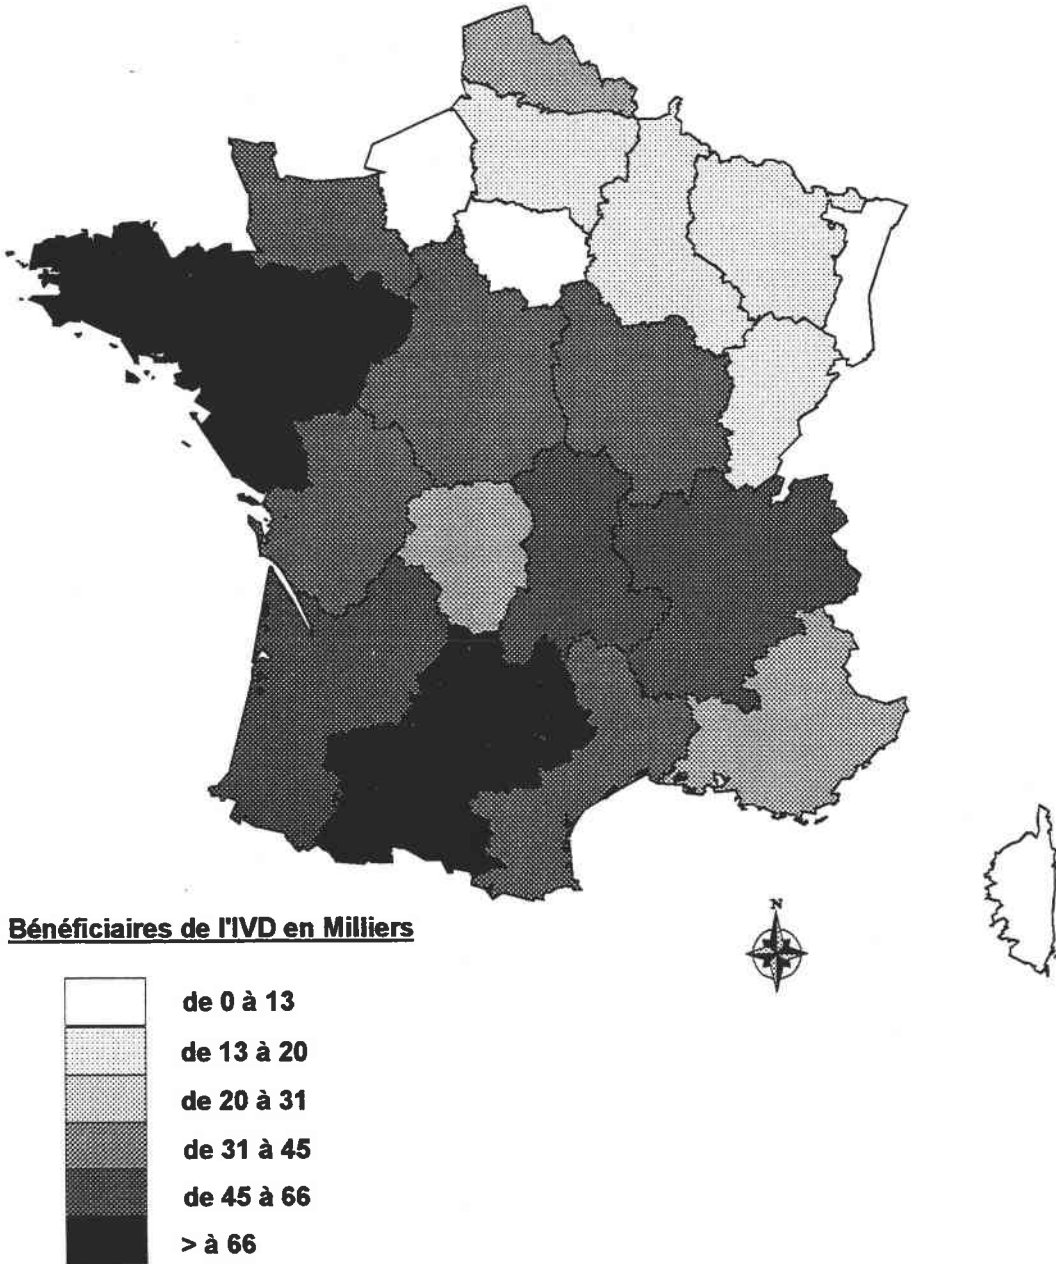 N
Bénéficiaires de l'IVD en Milliers
de 0 à 13
de 13 à 20
de 20 à 31
de 31 à 45
de 45 à 66
> à 66